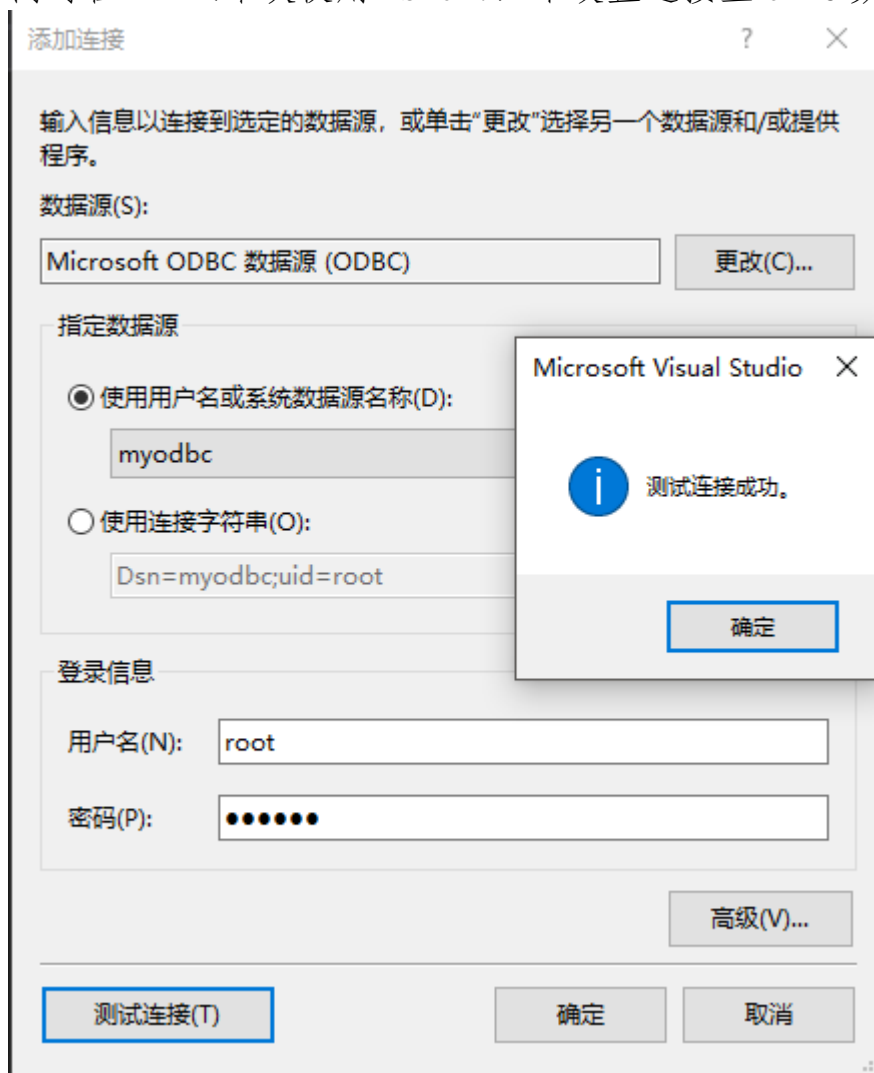 添加连接
?
×
输入信息以连接到选定的数据源，或单击“更改”选择另一个数据源和/或提供
程序。
数据源(S):
Microsoft ODBC 数据源 (ODBC)
更改(C)...
指定数据源
使用用户名或系统数据源名称(D):
myodbc
使用连接字符串(O):
Dsn=myodbc;uid=root
Microsoft Visual Studio
×
测试连接成功。
确定
登录信息
用户名(N):
root
密码(P):
●●●●●●
高级(V)...
测试连接(T)
确定
取消